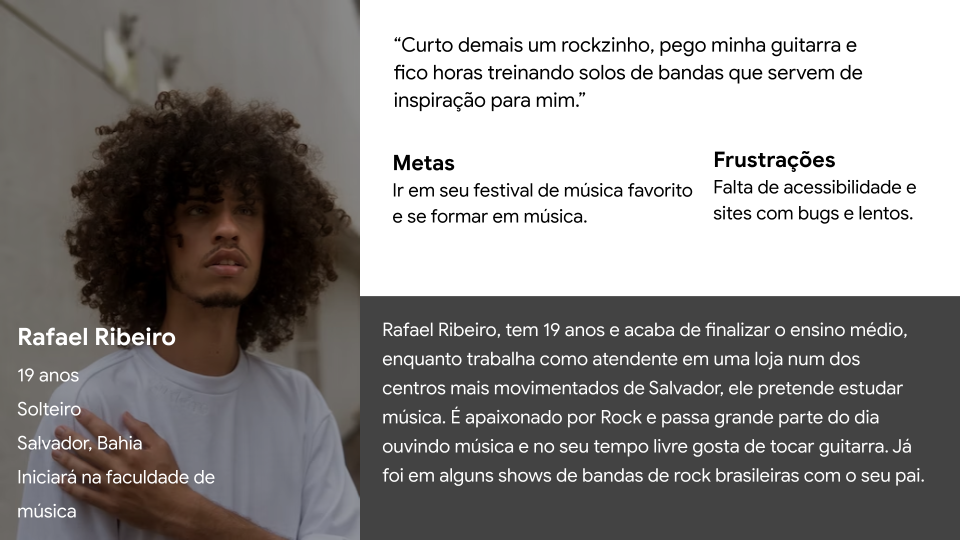 “Curto demais um rockzinho, pego minha guitarra e
fico horas treinando solos de bandas que servem de
inspiração para mim.”
Metas
Ir em seu festival de música favorito
e se formar em música.
Frustrações
Falta de acessibilidade e
sites com bugs e lentos.
Rafael Ribeiro
19 anos
Solteiro
Salvador, Bahia
Iniciará na faculdade de
música
Rafael Ribeiro, tem 19 anos e acaba de finalizar o ensino médio,
enquanto trabalha como atendente em uma loja num dos
centros mais movimentados de Salvador, ele pretende estudar
música. É apaixonado por Rock e passa grande parte do dia
ouvindo música e no seu tempo livre gosta de tocar guitarra. Já
foi em alguns shows de bandas de rock brasileiras com o seu pai.